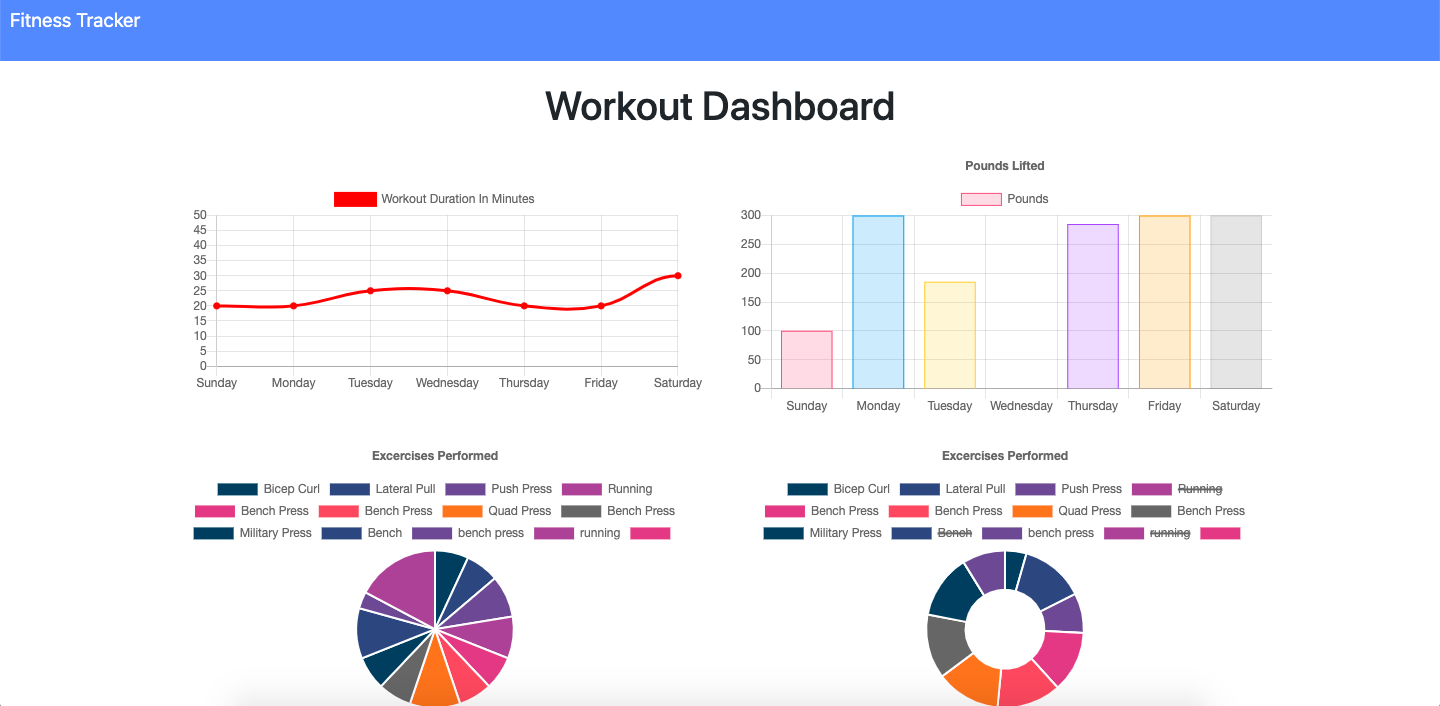 Fitness Tracker
Workout Dashboard
Workout Duration In Minutes
50
45
40
35
30
25
20
15
10
5
0
Sunday Monday Tuesday Wednesday Thursday Friday Saturday
Pounds Lifted
Pounds
300
250
200
150
100
50
0
Sunday Monday Tuesday Wednesday Thursday Friday Saturday
Excercises Performed
Bicep Curl Lateral Pull Push Press Running
Bench Press Bench Press Quad Press Bench Press
Military Press Bench bench press running
Excercises Performed
Bicep Curl Lateral Pull Push Press Running
Bench Press Bench Press Quad Press Bench Press
Military Press Bench bench press running